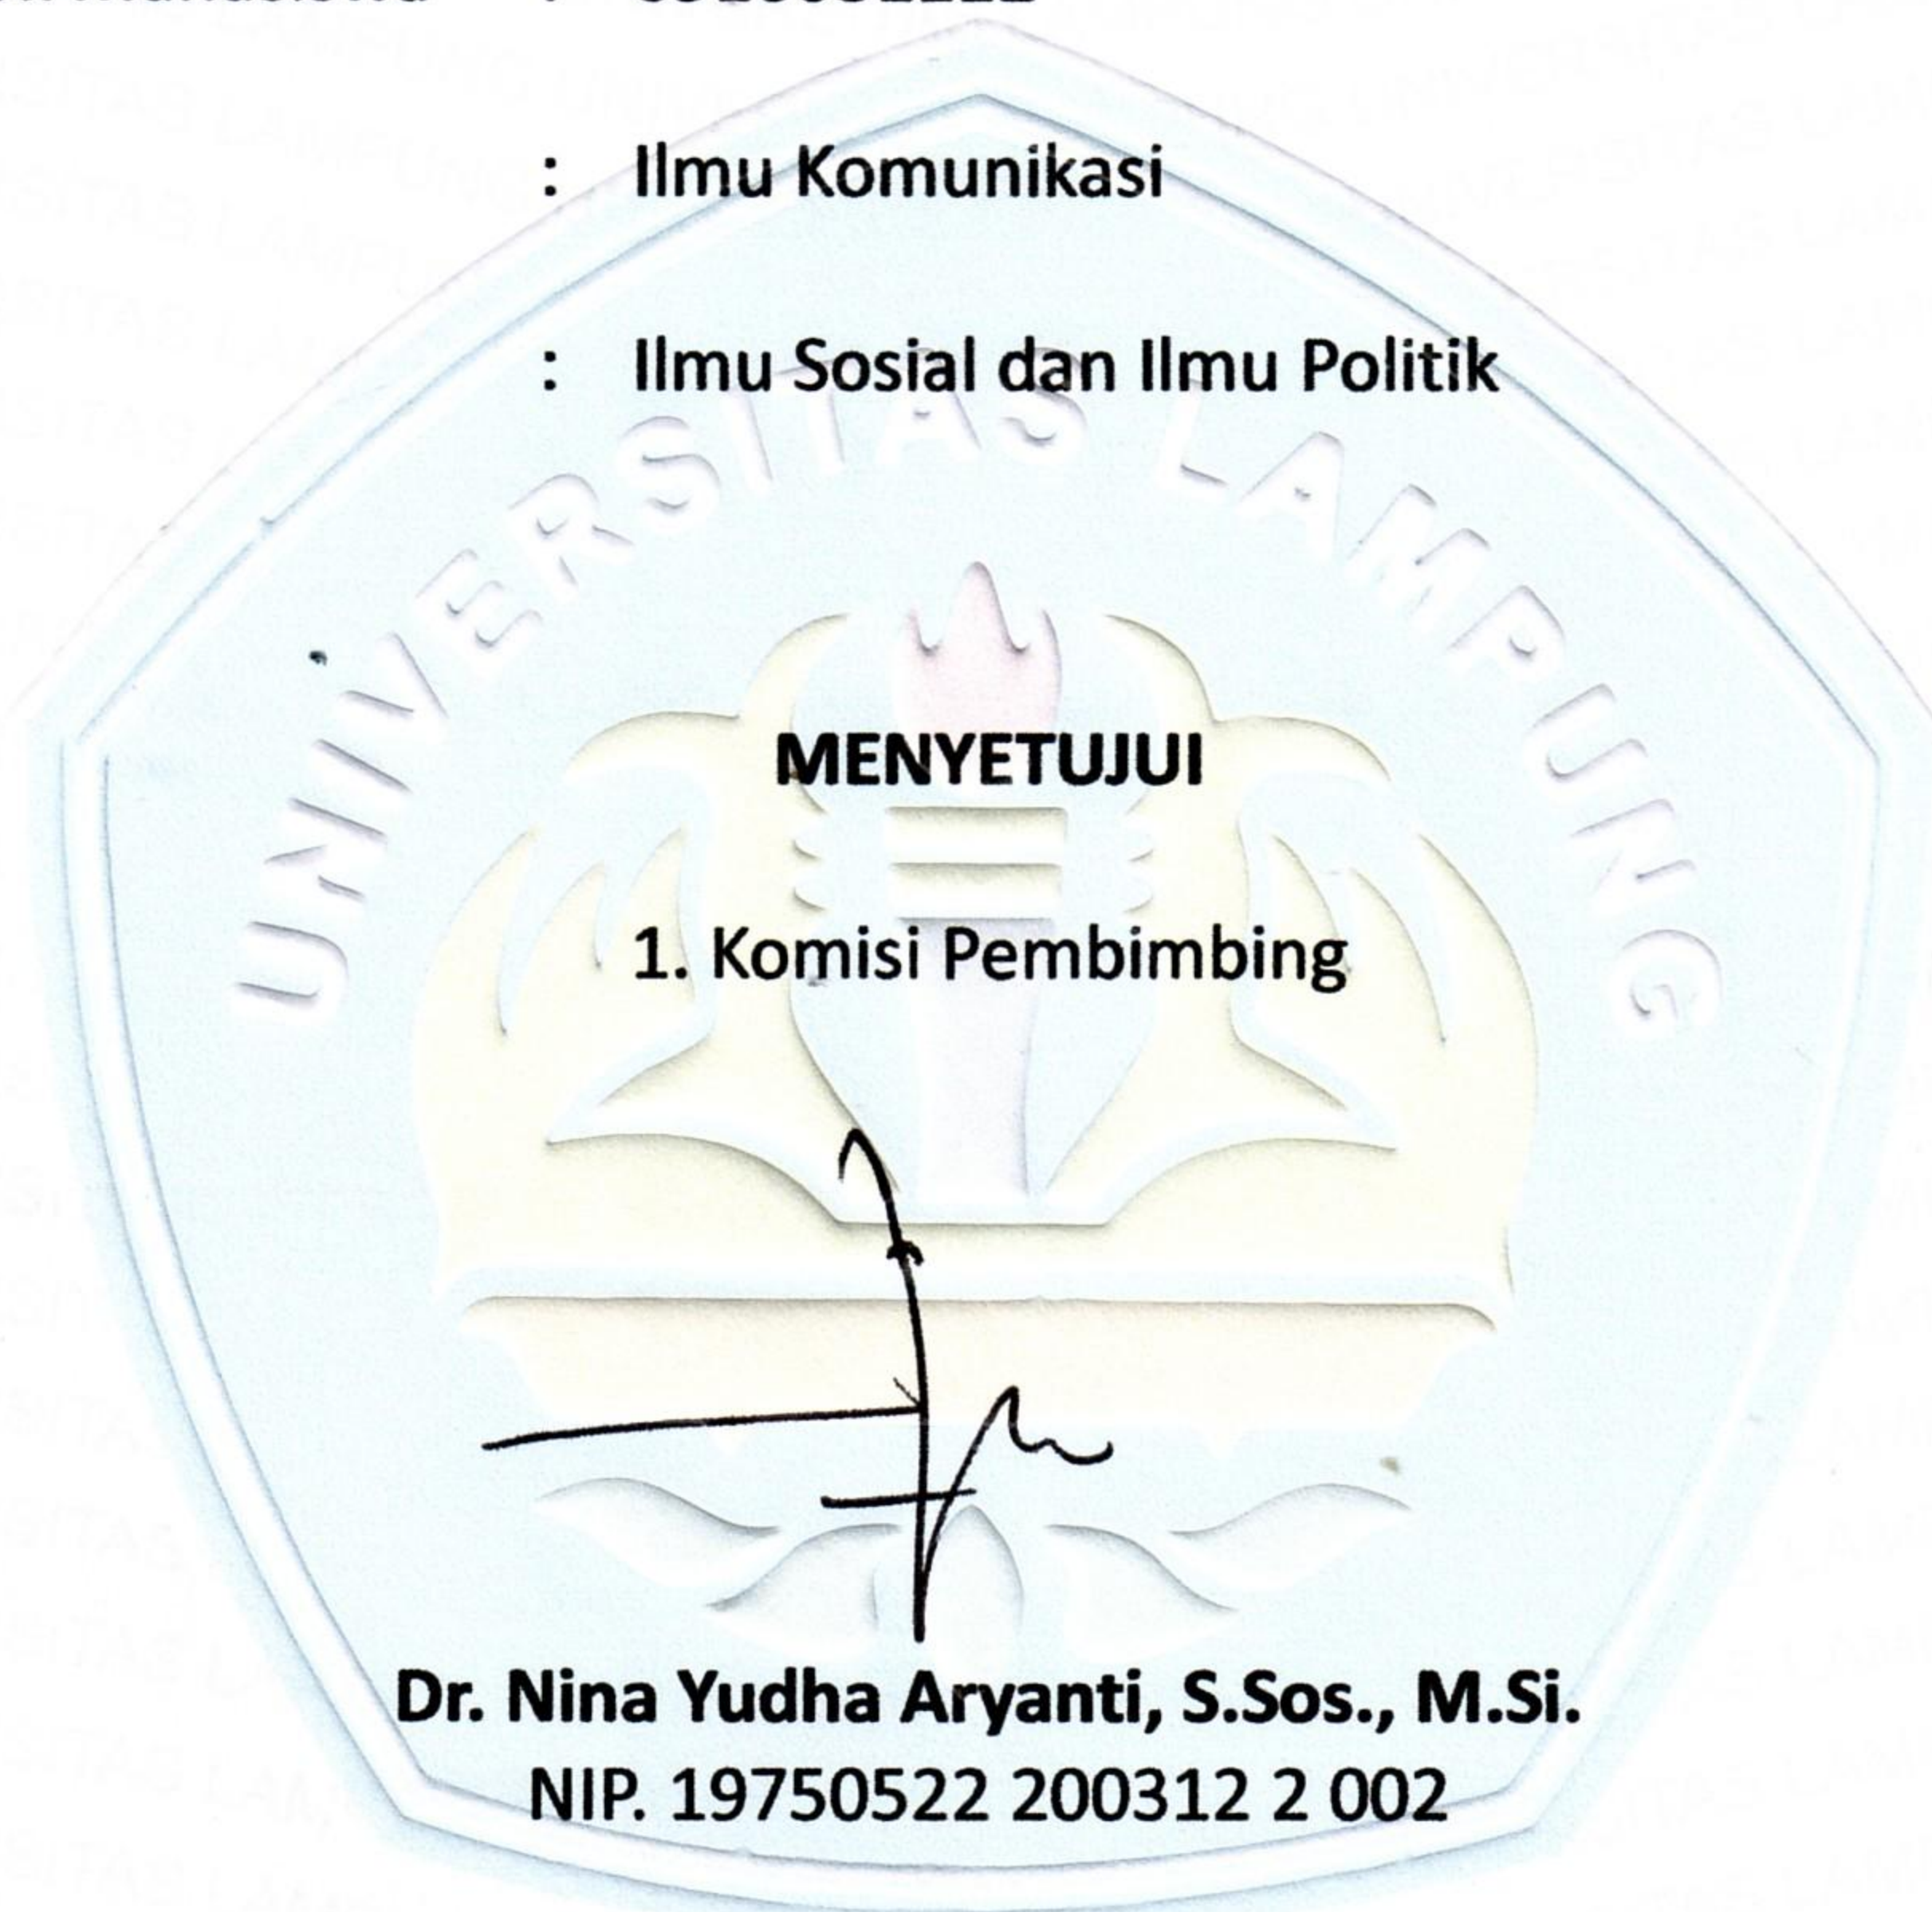 : Ilmu Komunikasi
: Ilmu Sosial dan Ilmu Politik
UNIVERSITAS LAMPUNG
MENYETUJUI
1. Komisi Pembimbing
Dr. Nina Yudha Aryanti, S.Sos., M.Si.
NIP. 19750522 200312 2 002